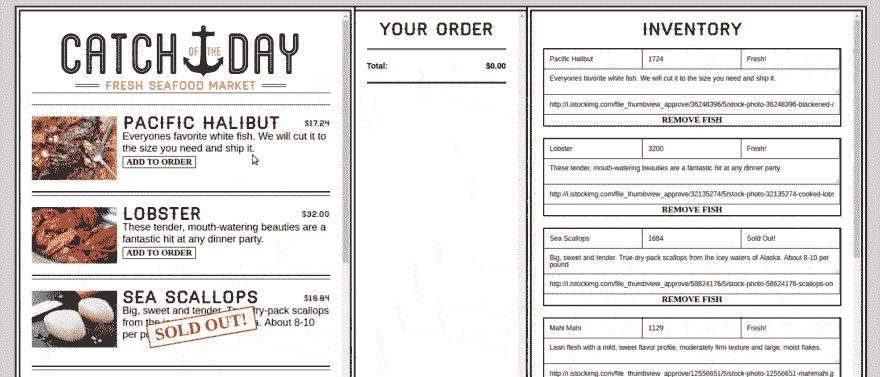 CATCH OF THE DAY
FRESH SEAFOOD MARKET
PACIFIC HALIBUT $17.24
Everyones favorite white fish. We will cut it to
the size you need and ship it.
ADD TO ORDER
LOBSTER $32.00
These tender, mouth-watering beauties are a
fantastic hit at any dinner party.
ADD TO ORDER
SEA SCALLOPS $16.84
Big, sweet and tender. dry-pack scallops
from About 8-10
per
SOLD OUT!
YOUR ORDER
Total: $0.00
INVENTORY
Pacific Halibut 1724 Fresh!
Everyones favorite white fish. We will cut it to the size you need and ship it.
http://i.istockimg.com/file_thumbview_approve/36248396/5/stock-photo-36248396-blackened-
REMOVE FISH
Lobster 3200 Fresh!
These tender, mouth-watering beauties are a fantastic hit at any dinner party.
http://i.istockimg.com/file_thumbview_approve/32135274/5/stock-photo-32135274-cooked-lobs
REMOVE FISH
Sea Scallops 1684 Sold Out!
Big, sweet and tender. True dry-pack scallops from the icey waters of Alaska. About 8-10 per
pound
http://i.istockimg.com/file_thumbview_approve/58624176/5/stock-photo-58624176-scallops-on
REMOVE FISH
Mahi Mahi 1129 Fresh!
Lean flesh with a mild, sweet flavor profile, moderately firm texture and large, moist flakes.
http://i.istockimg.com/file_thumbview_approve/12556651/5/stock-photo-12556651-mahimahi.j